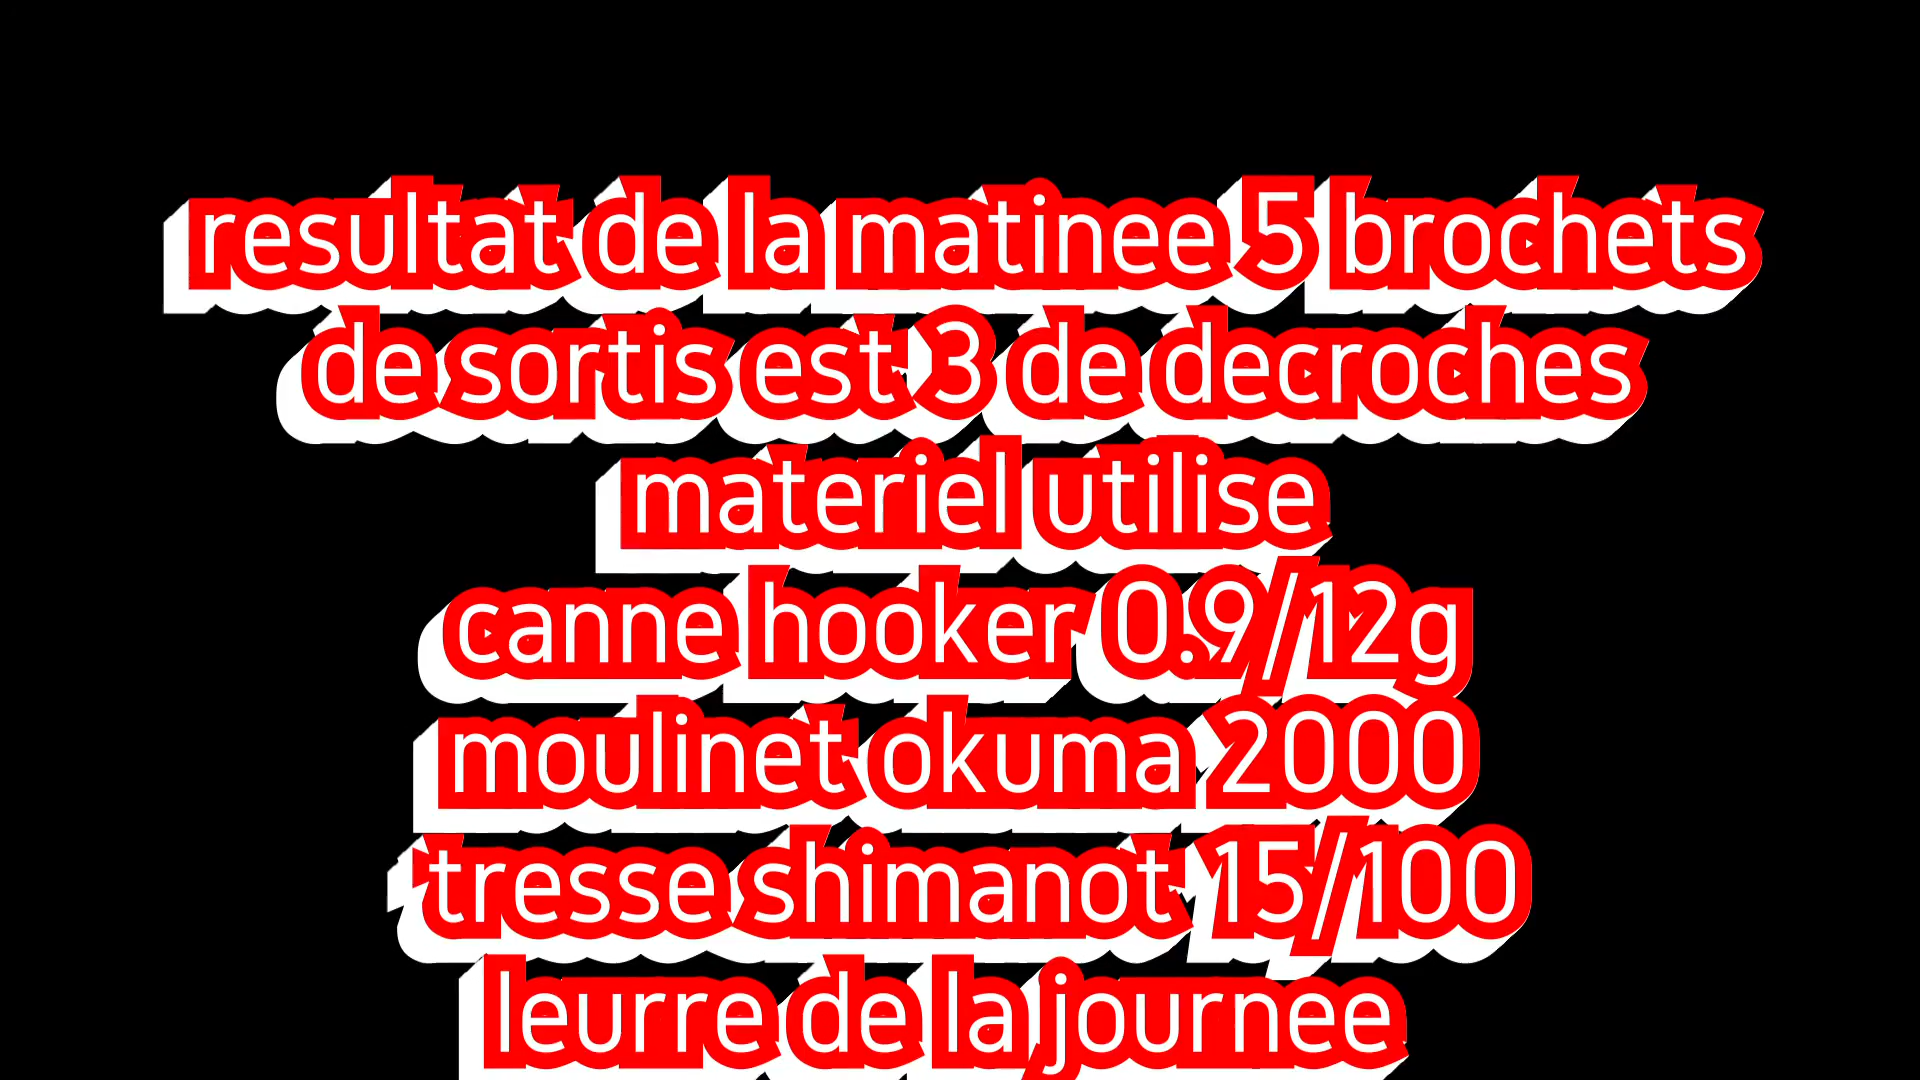 resultat de la matinee 5 brochets
de sortis est 3 de decroches
materiel utilise
canne hooker 0.9/12g
moulinet okuma 2000
tresse shimanot 15/100
leurre de la journee